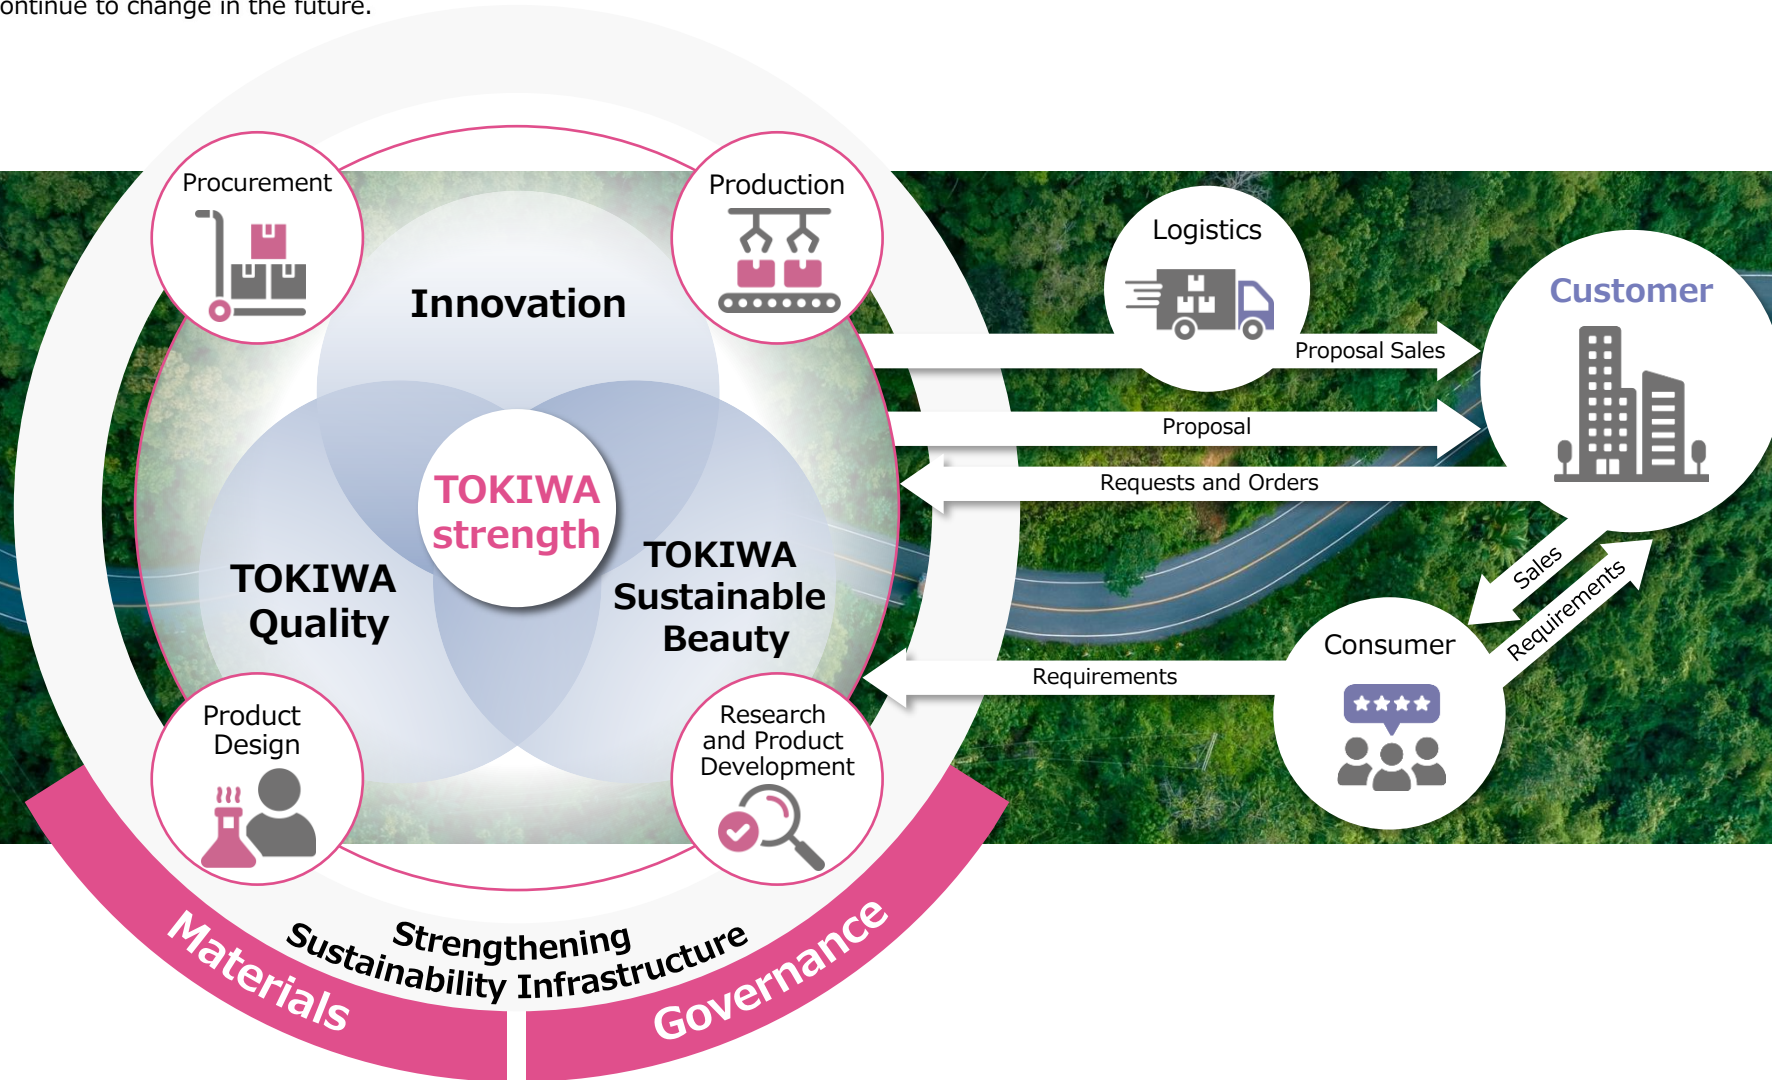 continue to change in the future.
Procurement
Production
Innovation
TOKIWA
strength
TOKIWA
Quality
TOKIWA
Sustainable
Beauty
Product
Design
Research
and Product
Development
Logistics
Proposal Sales
Proposal
Requests and Orders
Customer
Sales
Requirements
Consumer
Requirements
Strengthening
Sustainability Infrastructure
Materials
Governance